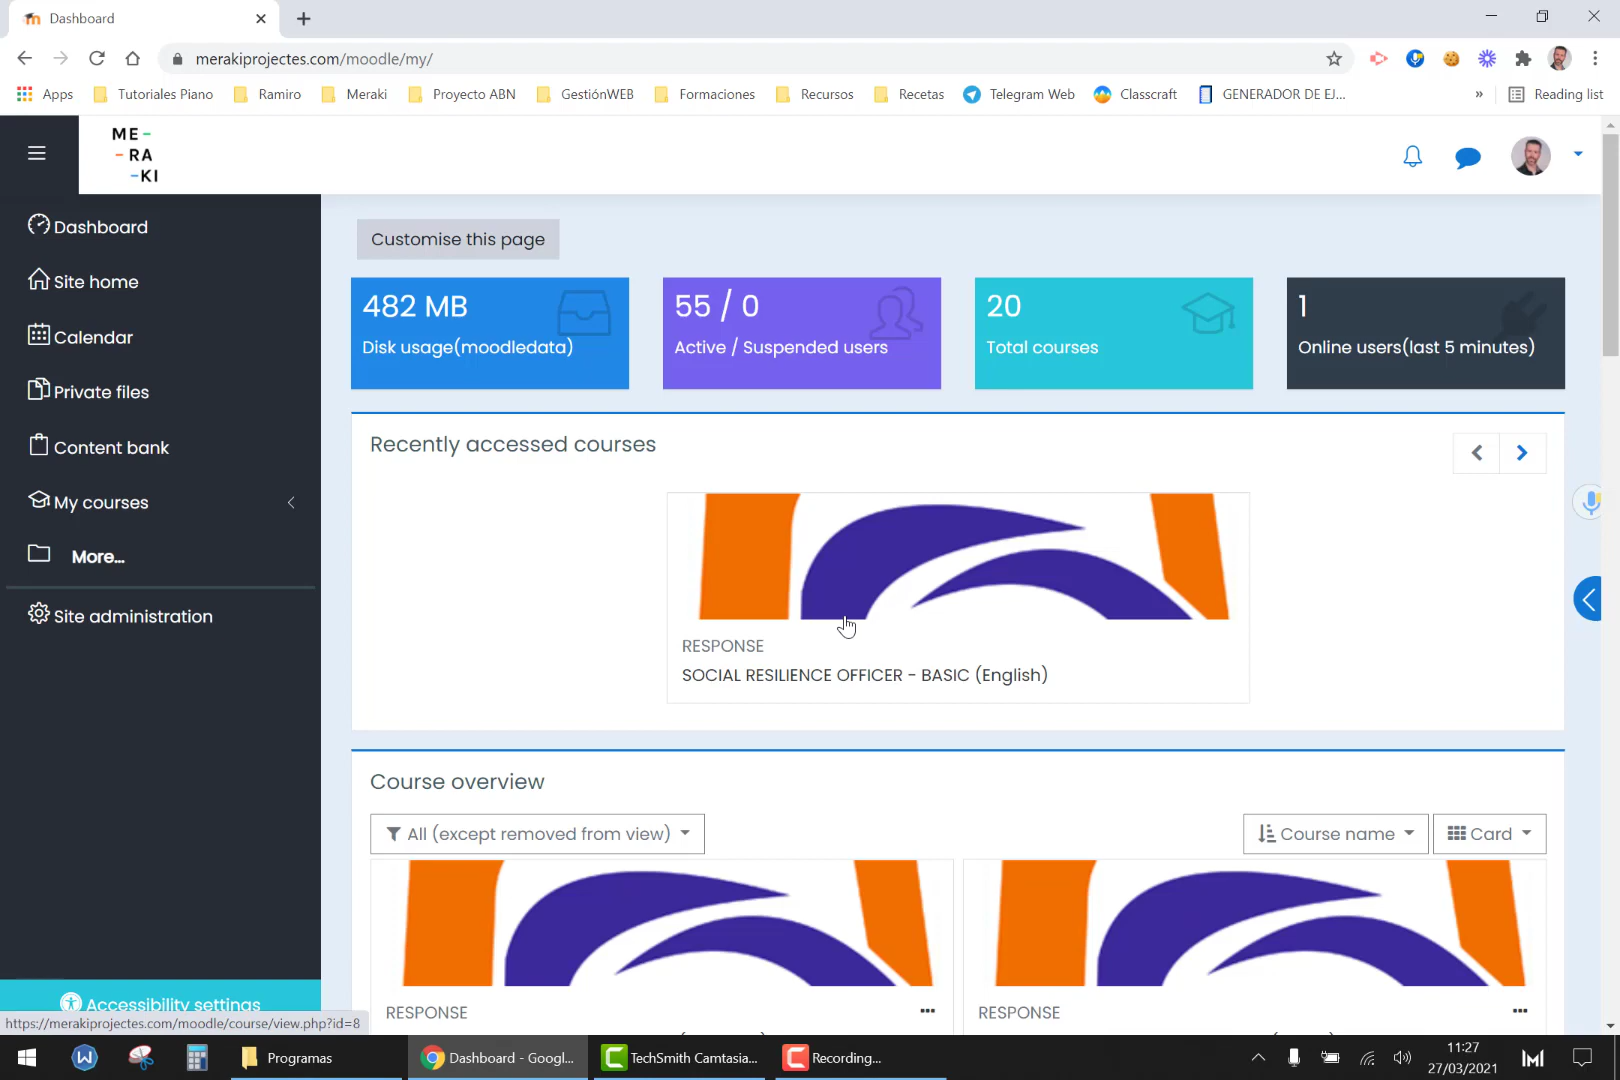 Dashboard
merakiprojectes.com/moodle/my/
Apps Tutoriales Piano Ramiro Meraki Proyecto ABN GestiónWEB Formaciones Recursos Recetas Telegram Web Classcraft GENERADOR DE EJ... » Reading list
ME-
-RA
-KI
Dashboard
Site home
Calendar
Private files
Content bank
My courses
More...
Site administration
Accessibility settings
Customise this page
482 MB
Disk usage(moodledata)
55 / 0
Active / Suspended users
20
Total courses
1
Online users(last 5 minutes)
Recently accessed courses
RESPONSE
SOCIAL RESILIENCE OFFICER - BASIC (English)
Course overview
All (except removed from view) Course name Card
RESPONSE
RESPONSE
https://merakiprojectes.com/moodle/course/view.php?id=8
Programas Dashboard - Googl... TechSmith Camtasia... Recording...
11:27
27/03/2021